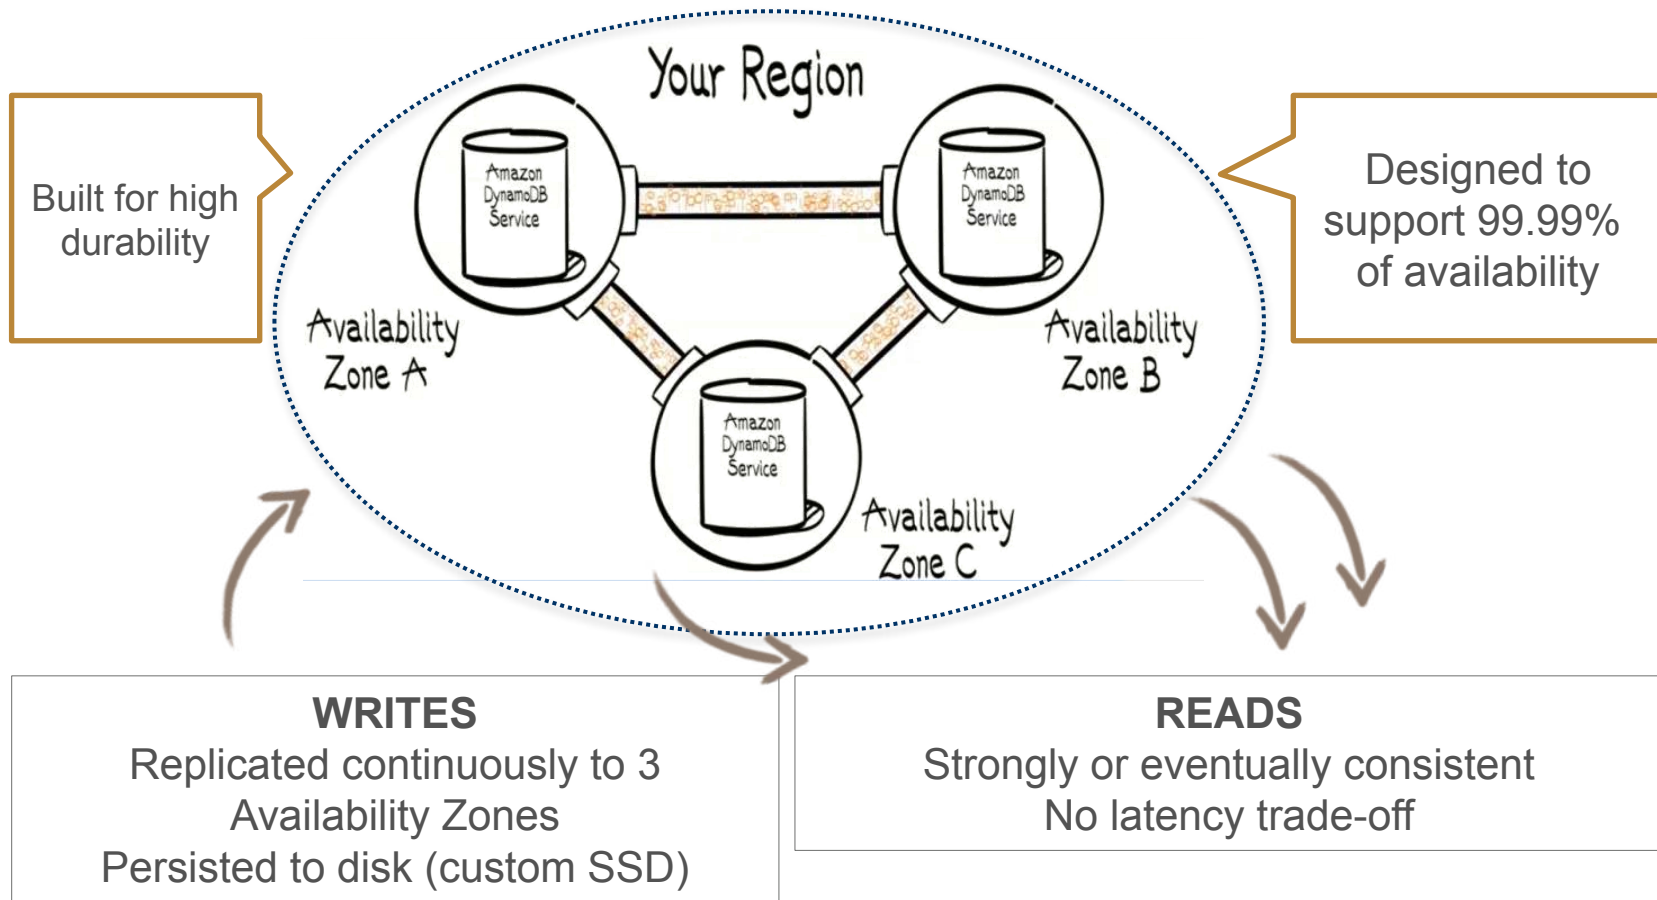 Your Region
Built for high
durability
Amazon
DynamoDB
Service
Amazon
DynamoDB
Service
Designed to
support 99.99%
of availability
Availability
Zone A
Availability
Zone B
Amazon
DynamoDB
Service
Availability
Zone C
WRITES
Replicated continuously to 3
Availability Zones
Persisted to disk (custom SSD)
READS
Strongly or eventually consistent
No latency trade-off